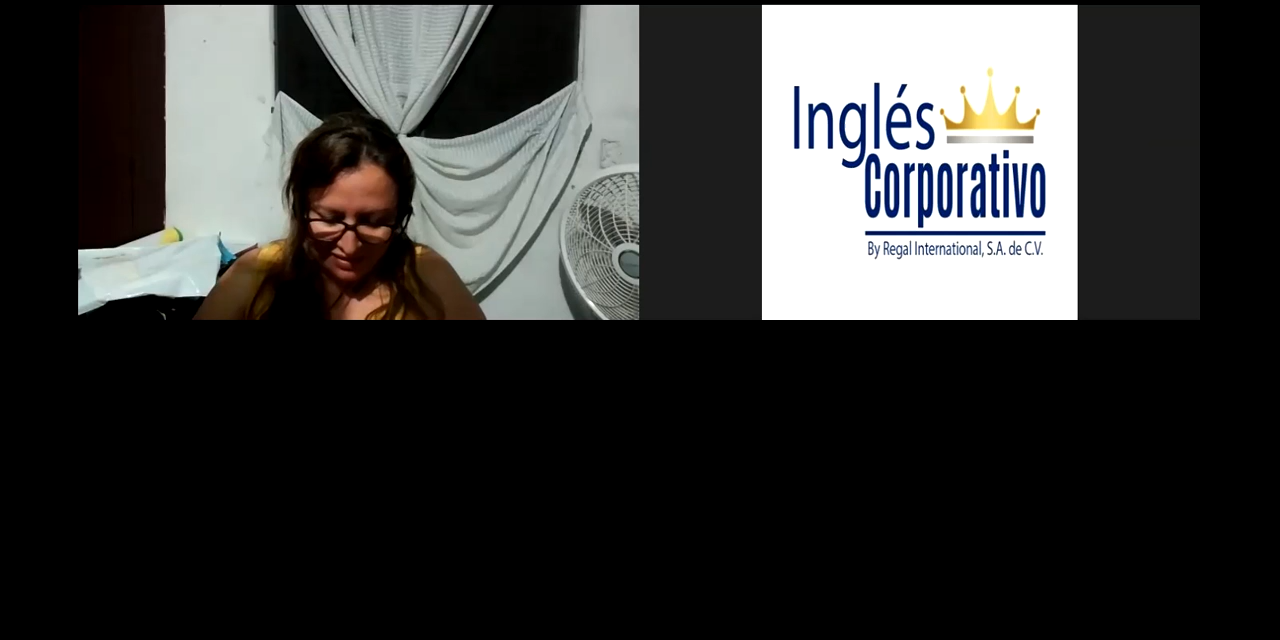 Inglés
Corporativo
By Regal International, S.A. de C.V.